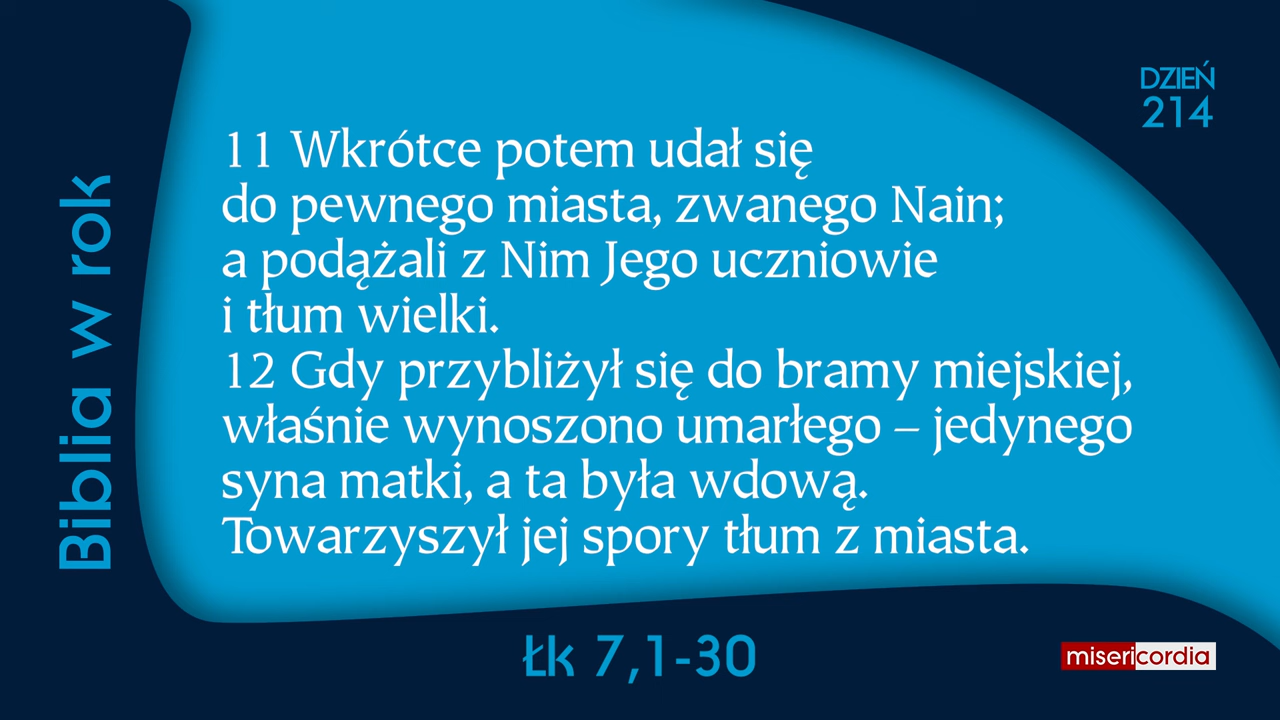 DZIEŃ
214
11 Wkrótce potem udał się
do pewnego miasta, zwanego Nain;
a podążali z Nim Jego uczniowie
i tłum wielki.
12 Gdy przybliżył się do bramy miejskiej,
właśnie wynoszono umarłego – jedynego
syna matki, a ta była wdową.
Towarzyszył jej spory tłum z miasta.
Biblia w rok
Łk 7,1-30
misericordia